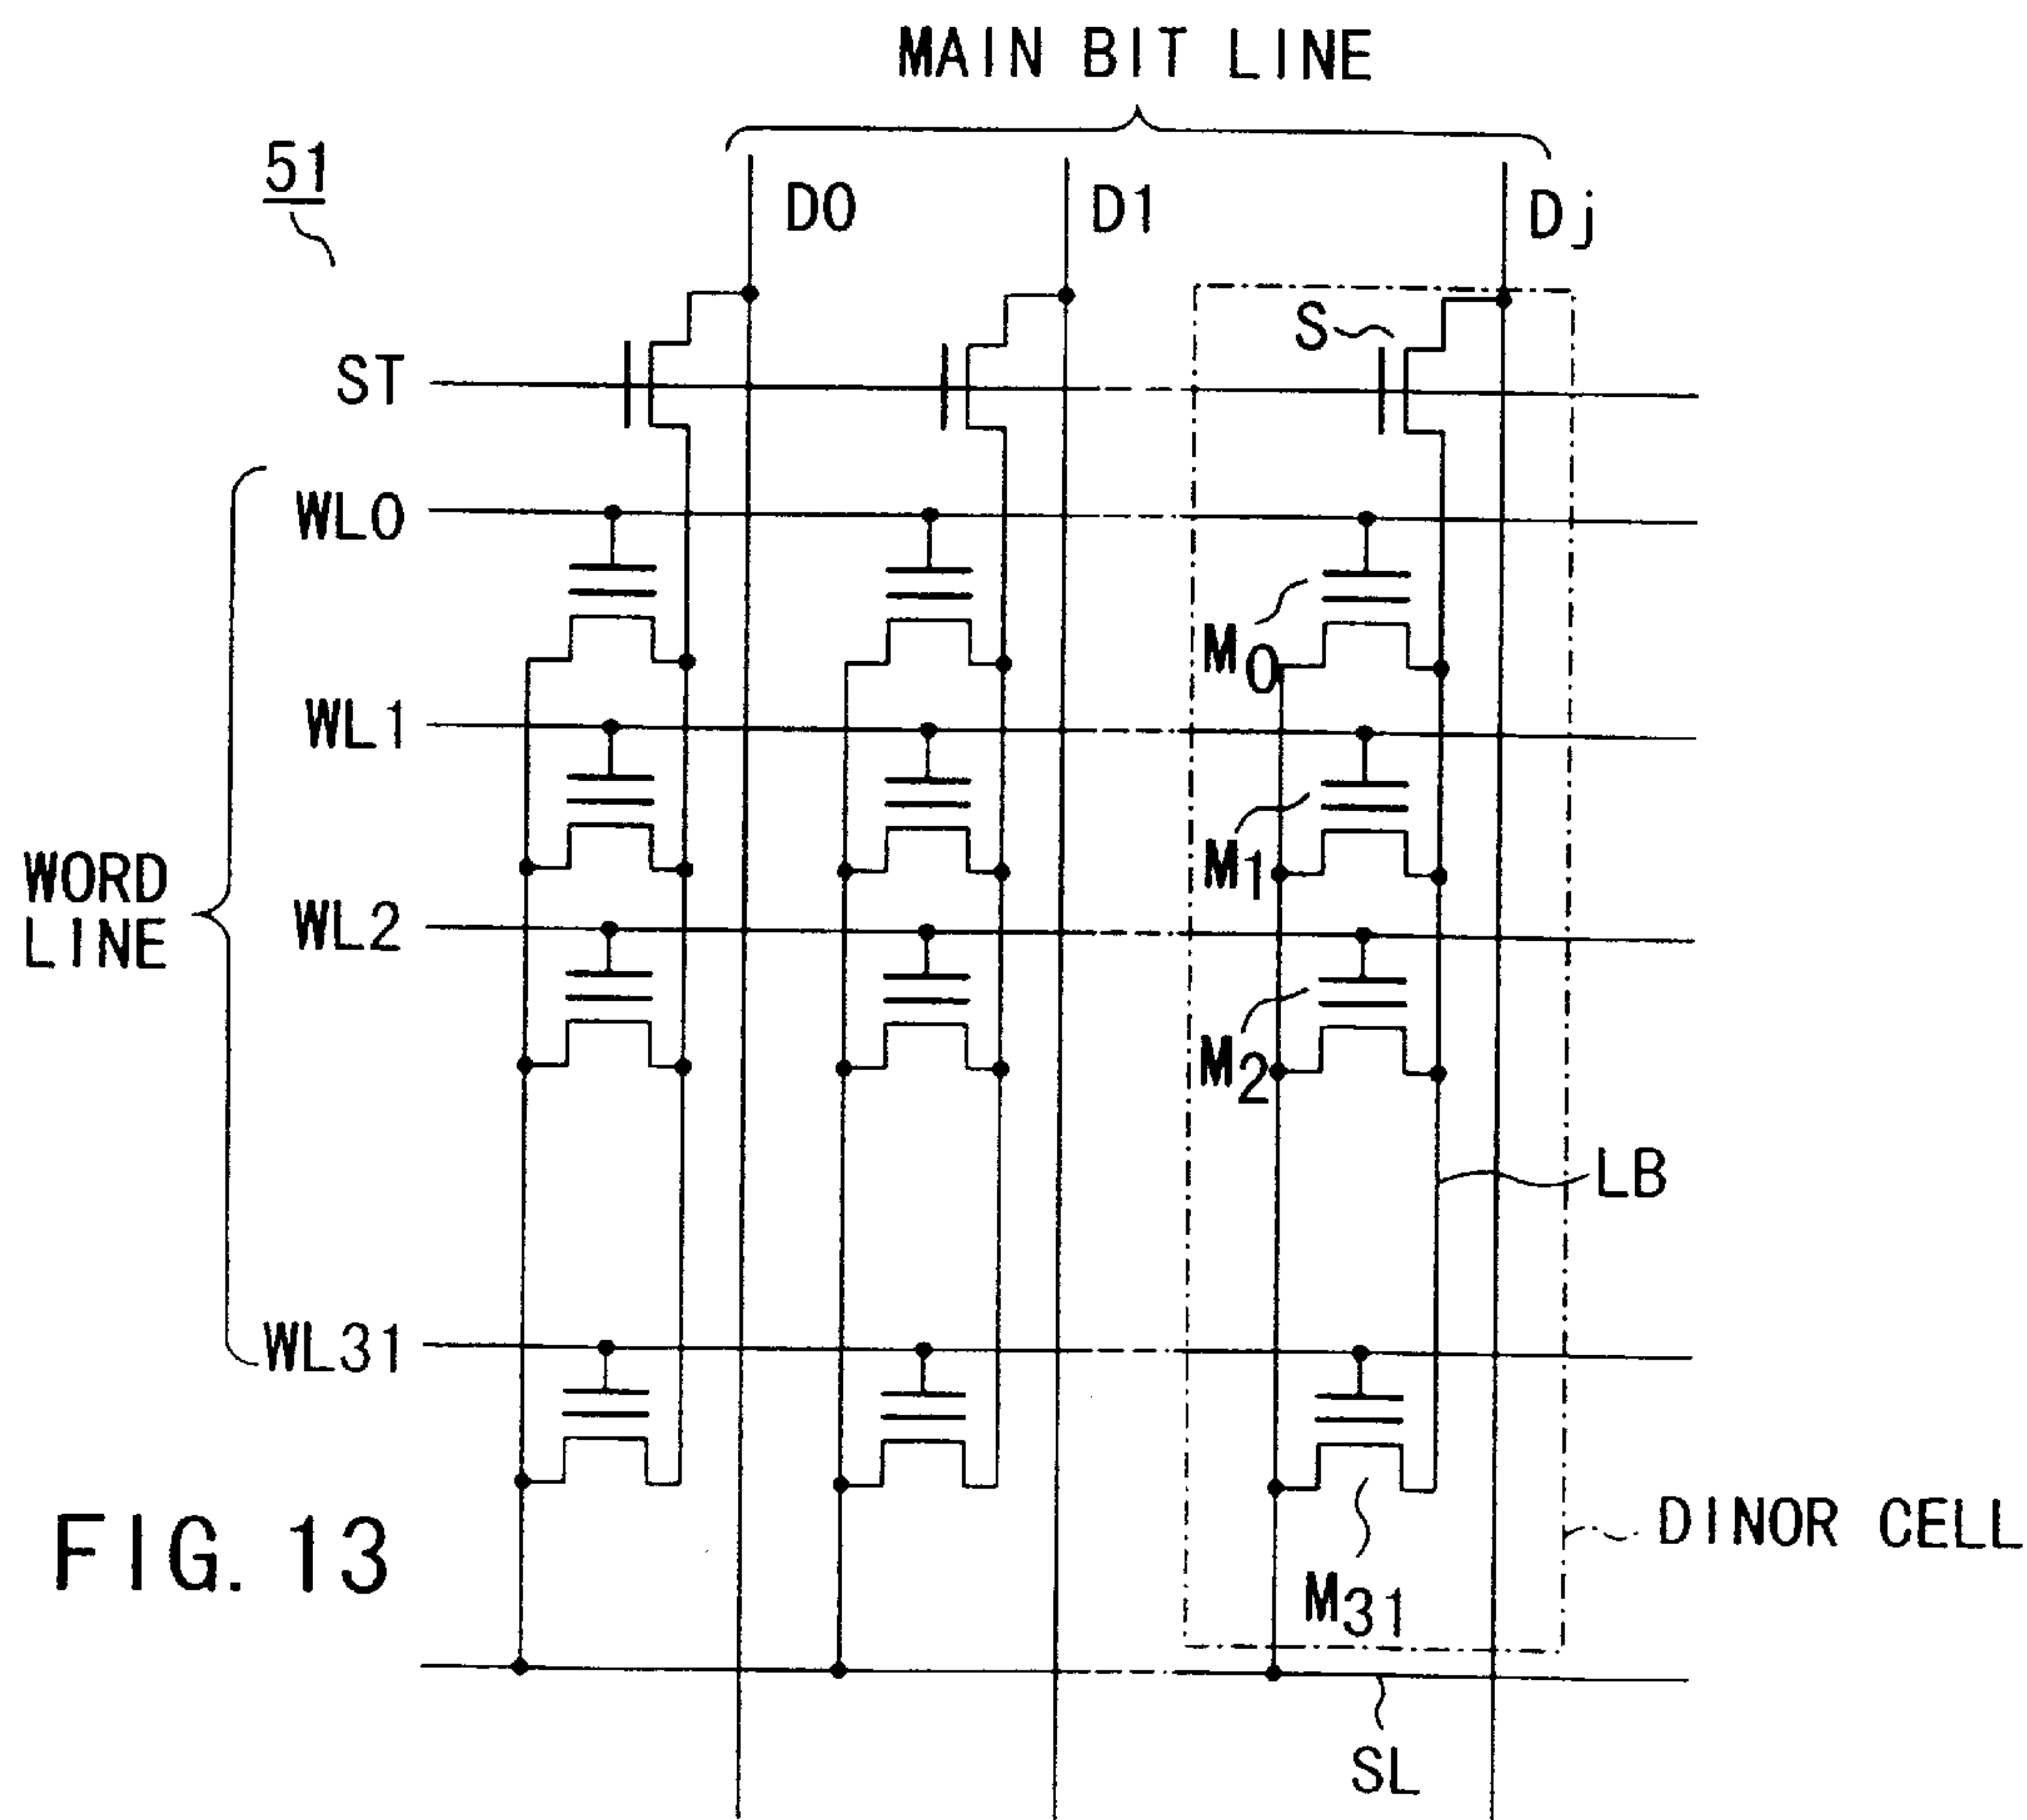 MAIN BIT LINE
51
D0
D1
Dj
S
ST
WL0
M0
WL1
M1
WORD
LINE
WL2
M2
LB
WL31
FIG. 13
DINOR CELL
M31
SL